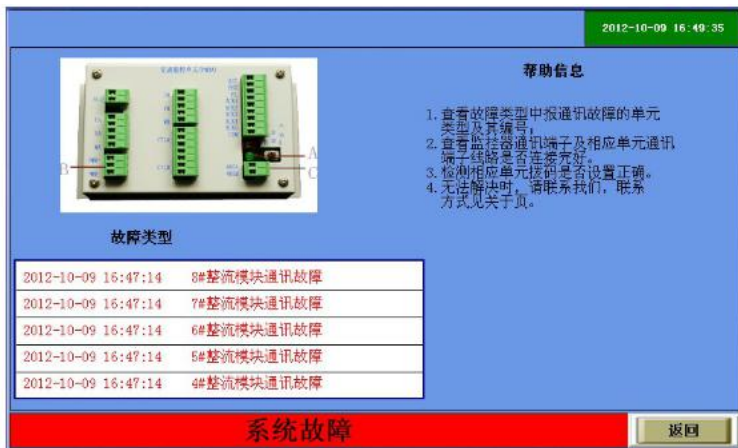 2012-10-09 16:49:35
帮助信息
1.查看故障类型中报通讯故障的单元
类型及其编号;
2.查看监控器通讯端子及相应单元通讯
端子线路是否连接完好。
3.检测相应单元拨码是否设置正确。
4.无法解决时，请联系我们，联系
方式见关于页。
B
A
C
故障类型
2012-10-09 16:47:14 8#整流模块通讯故障
2012-10-09 16:47:14 7#整流模块通讯故障
2012-10-09 16:47:14 6#整流模块通讯故障
2012-10-09 16:47:14 5#整流模块通讯故障
2012-10-09 16:47:14 4#整流模块通讯故障
系统故障
返回